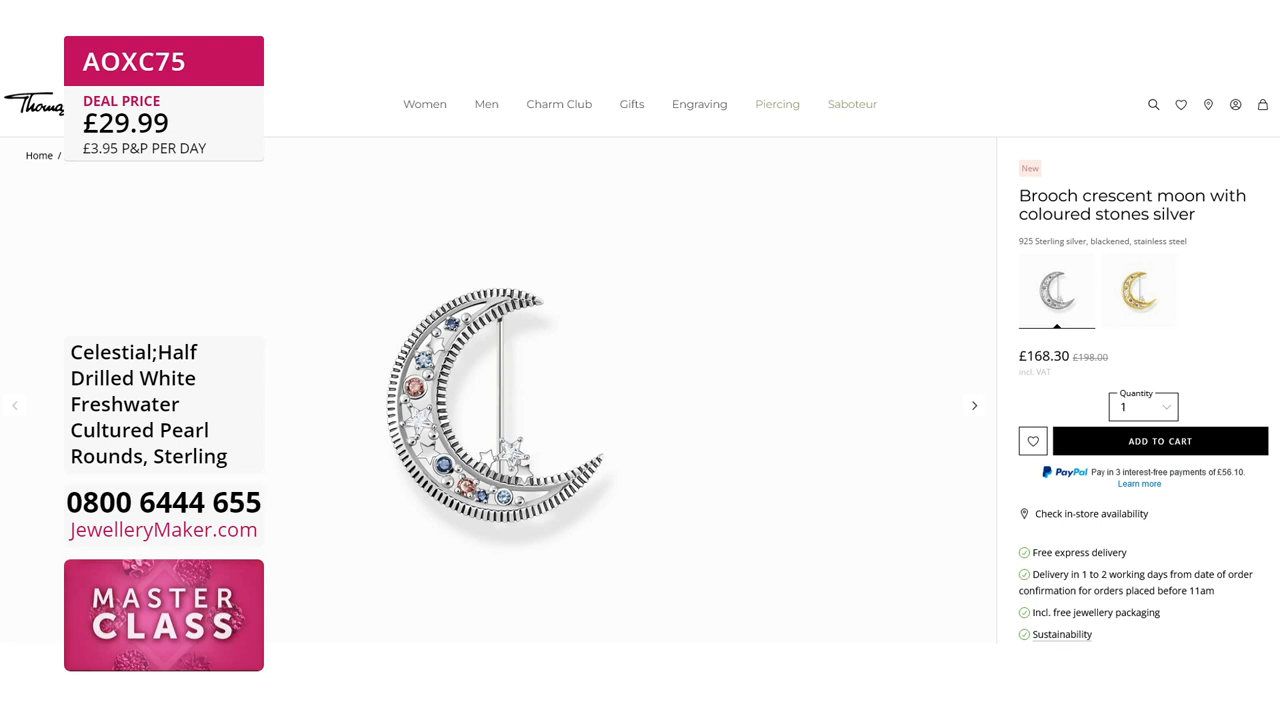 AOXC75
DEAL PRICE
£29.99
£3.95 P&P PER DAY
Women Men Charm Club Gifts Engraving Piercing Saboteur
Home /
New
Brooch crescent moon with
coloured stones silver
925 Sterling silver, blackened, stainless steel
£168.30 £198.00
incl. VAT
Quantity
1
ADD TO CART
PayPal Pay in 3 interest-free payments of £56.10.
Learn more
Check in-store availability
Free express delivery
Delivery in 1 to 2 working days from date of order
confirmation for orders placed before 11am
Incl. free jewellery packaging
Sustainability
Celestial;Half
Drilled White
Freshwater
Cultured Pearl
Rounds, Sterling
0800 6444 655
JewelleryMaker.com
MASTER
CLASS